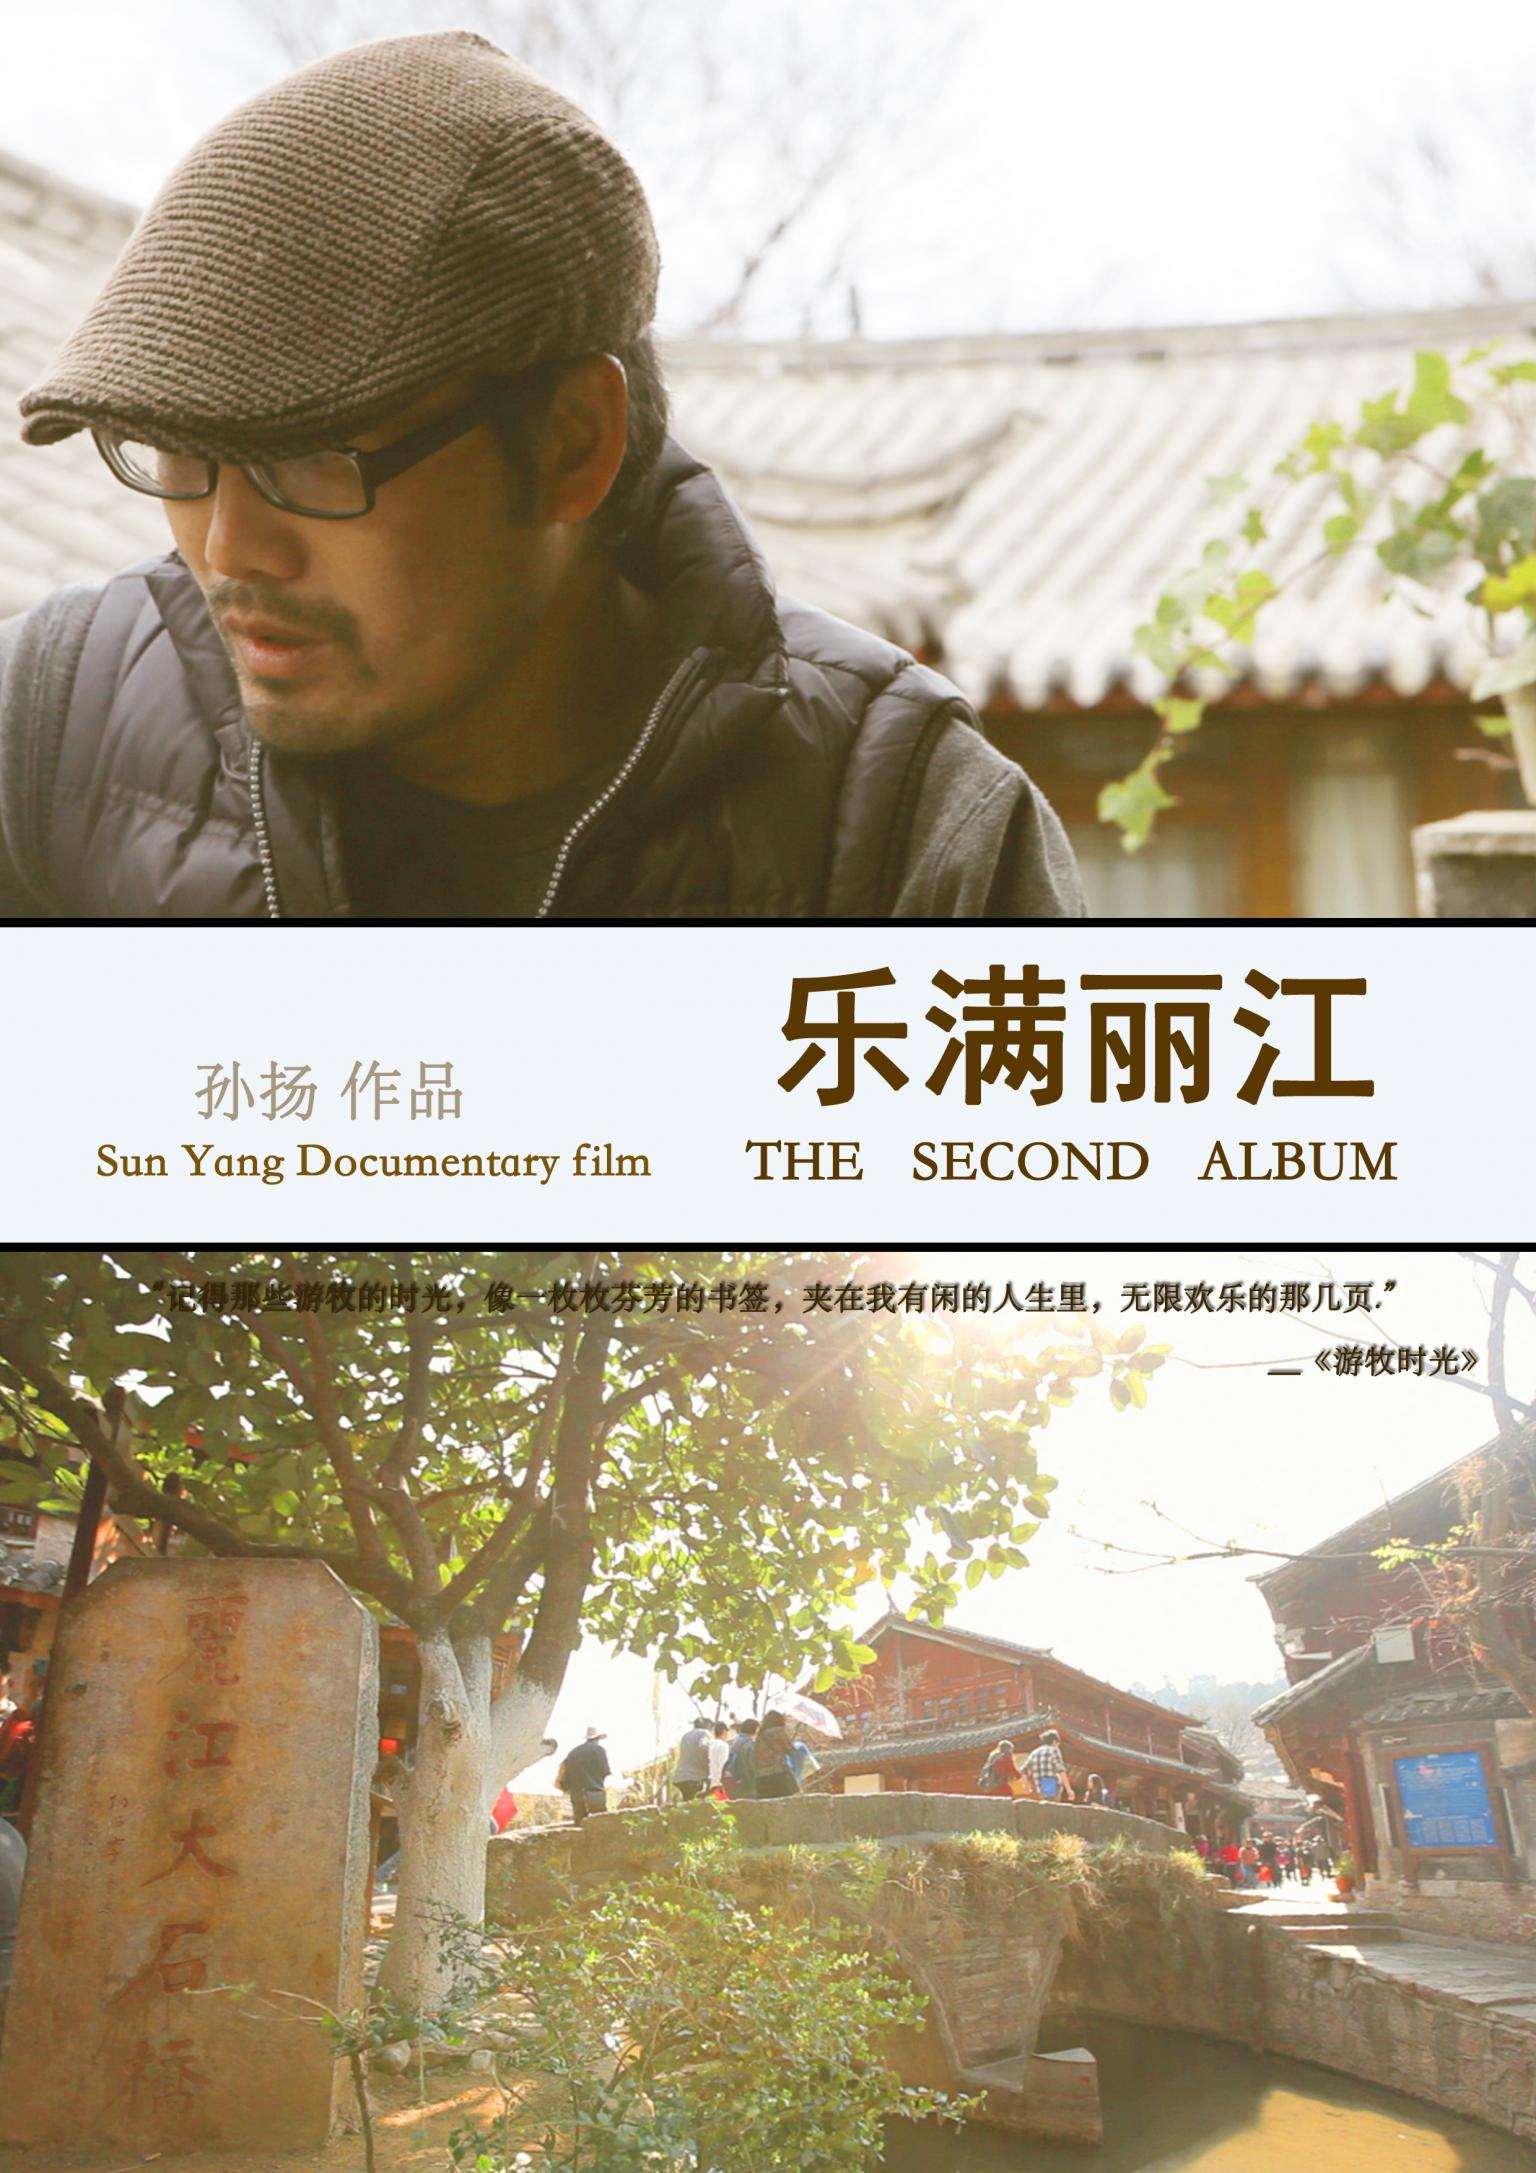 乐满丽江
孙扬 作品
Sun Yang Documentary film
THE SECOND ALBUM
“记得那些游牧的时光，像一枚枚芬芳的书签，夹在我有闲的人生里，无限欢乐的那几页.”
—《游牧时光》
麗江大石橋